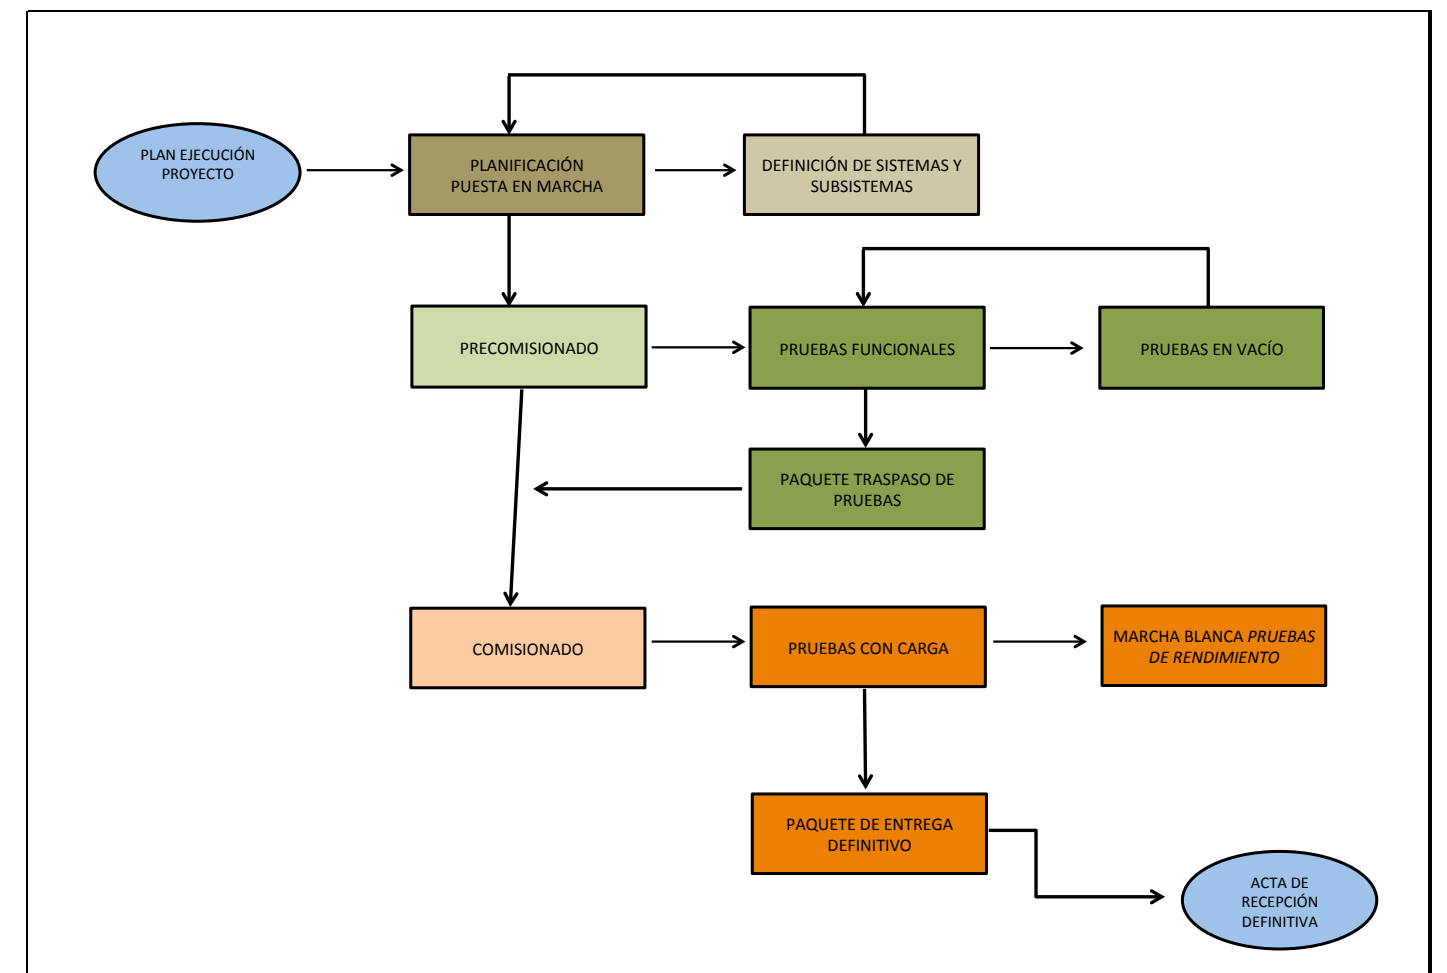 PLAN EJECUCIÓN
PROYECTO
PLANIFICACIÓN
PUESTA EN MARCHA
DEFINICIÓN DE SISTEMAS Y
SUBSISTEMAS
PRECOMISIONADO
PRUEBAS FUNCIONALES
PRUEBAS EN VACÍO
PAQUETE TRASPASO DE
PRUEBAS
COMISIONADO
PRUEBAS CON CARGA
MARCHA BLANCA PRUEBAS
DE RENDIMIENTO
PAQUETE DE ENTREGA
DEFINITIVO
ACTA DE
RECEPCIÓN
DEFINITIVA